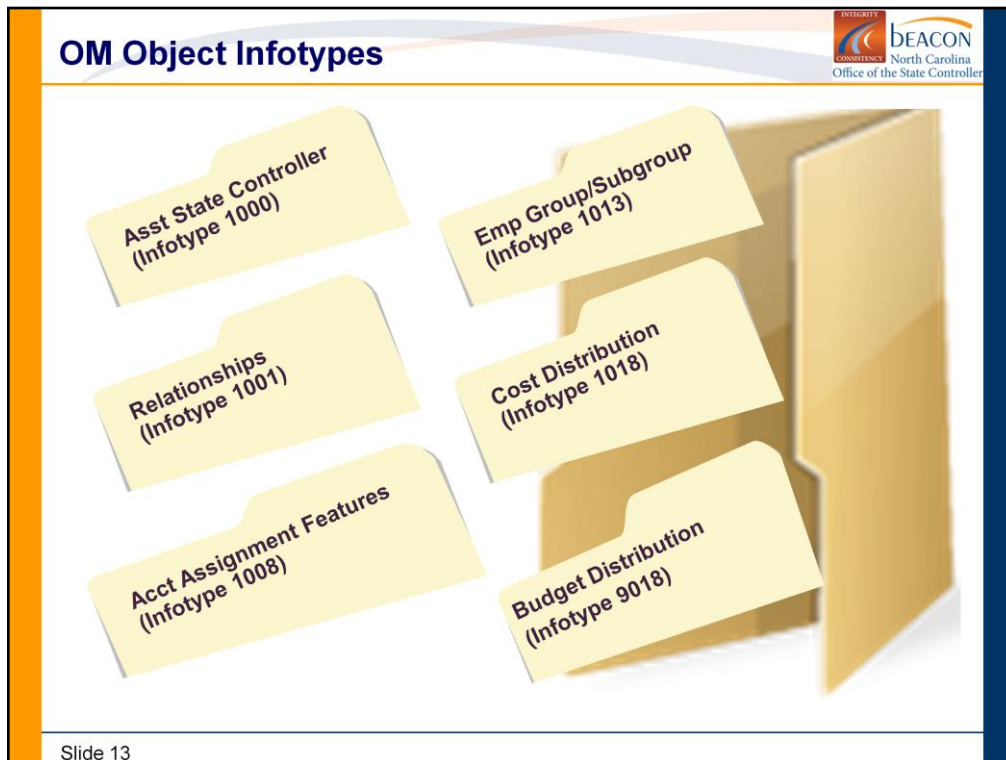 OM Object Infotypes
INTEGRITY
CONSISTENCY
beacon
North Carolina
Office of the State Controller
Asst State Controller
(Infotype 1000)
Emp Group/Subgroup
(Infotype 1013)
Relationships
(Infotype 1001)
Cost Distribution
(Infotype 1018)
Acct Assignment Features
(Infotype 1008)
Budget Distribution
(Infotype 9018)
Slide 13